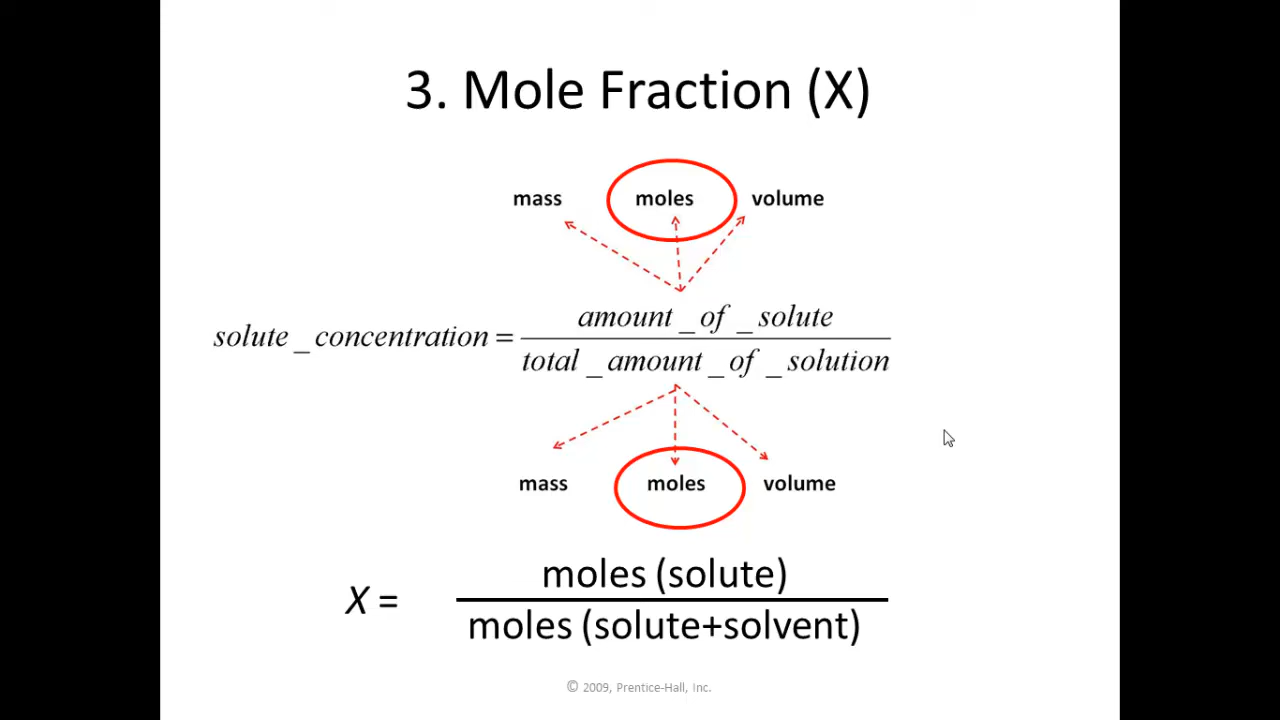 3. Mole Fraction (X)
mass moles volume
amount _ of _ solute
solute _ concentration =
total _ amount _ of _ solution
mass moles volume
moles (solute)
X =
moles (solute+solvent)
© 2009, Prentice-Hall, Inc.